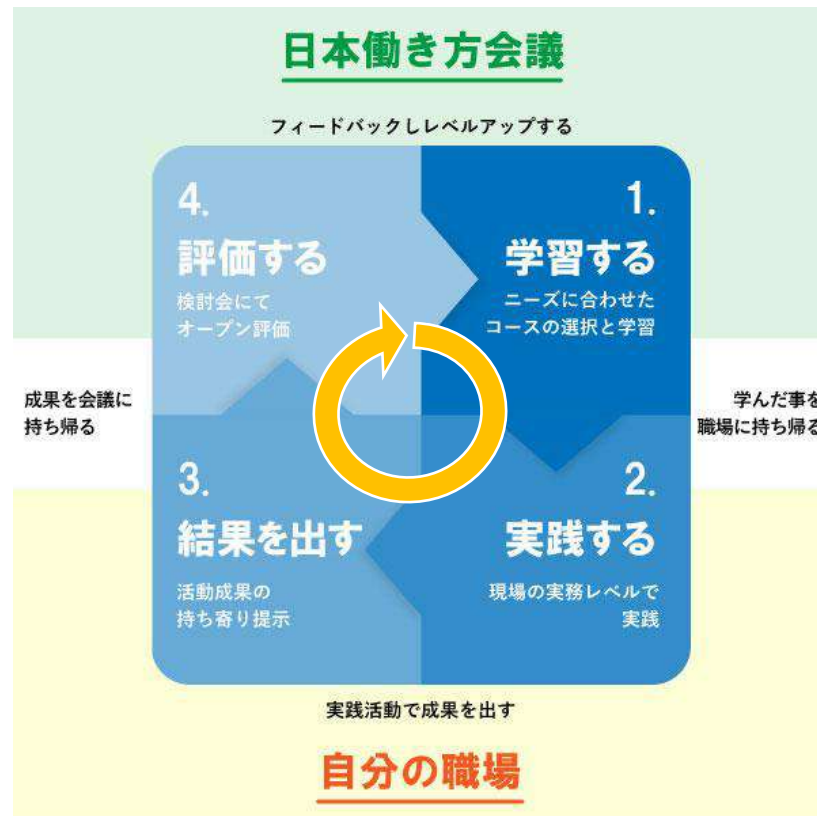 日本働き方会議
フィードバックしレベルアップする
4.
評価する
検討会にて
オープン評価
1.
学習する
ニーズに合わせた
コースの選択と学習
成果を会議に
持ち帰る
学んだ事を
職場に持ち帰る
3.
結果を出す
活動成果の
持ち寄り提示
2.
実践する
現場の実務レベルで
実践
実践活動で成果を出す
自分の職場